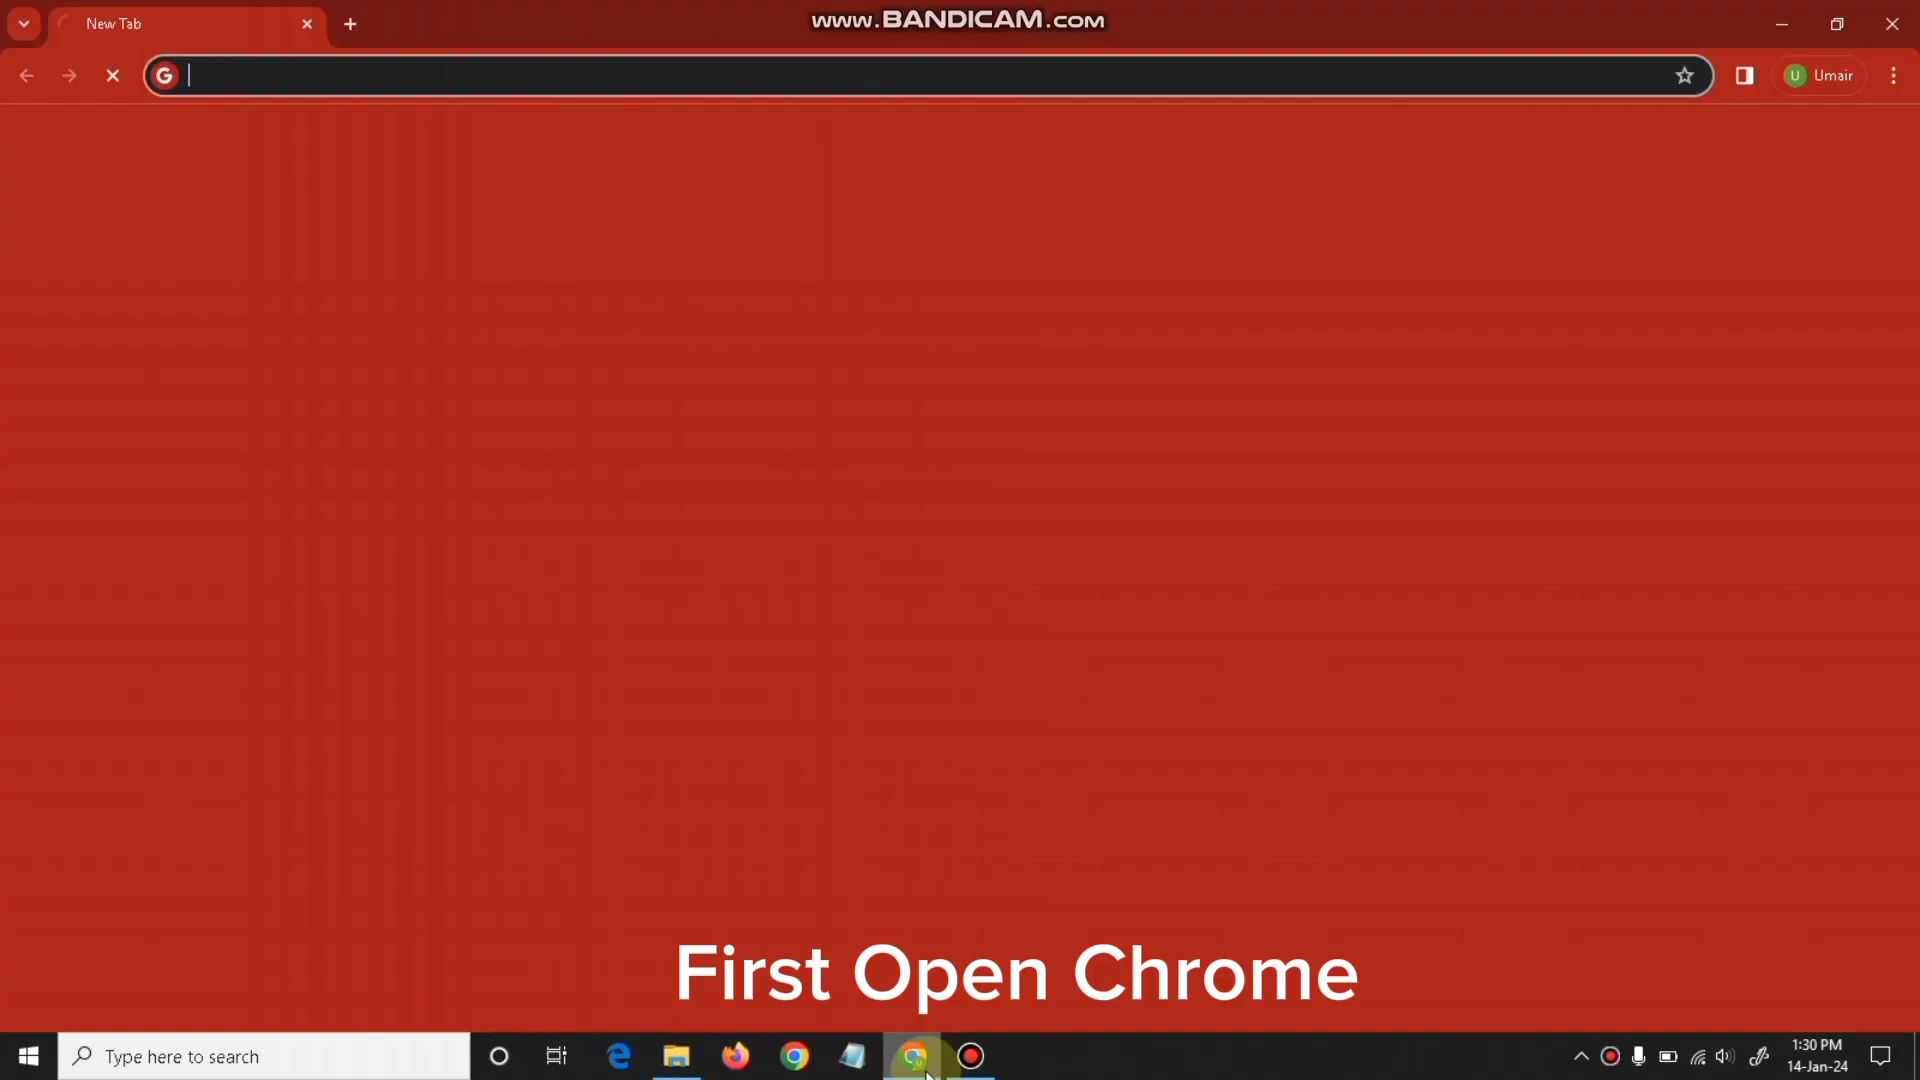 New Tab
www.BANDICAM.com
G
U Umair
First Open Chrome
Type here to search
1:30 PM
14-Jan-24